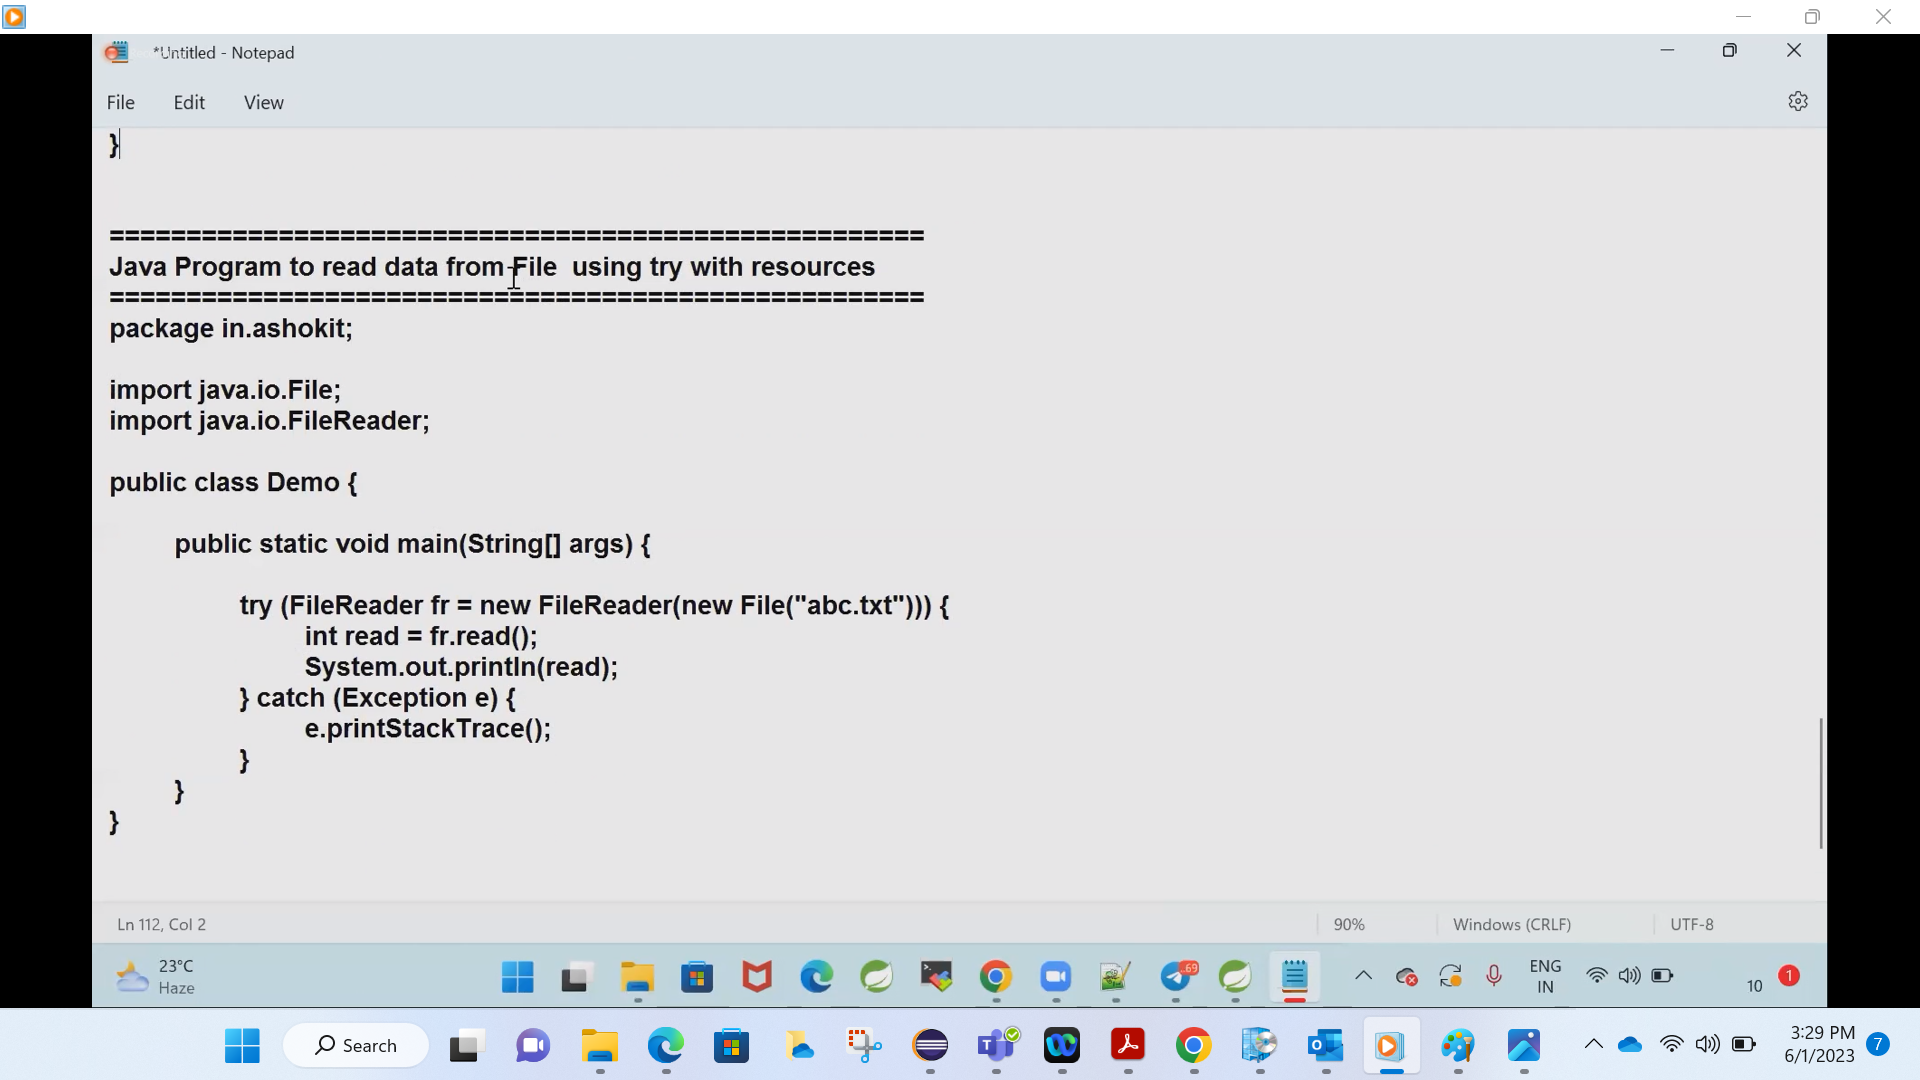 *Untitled - Notepad
File Edit View
}
=====================================================
Java Program to read data from File  using try with resources
=====================================================
package in.ashokit;
import java.io.File;
import java.io.FileReader;
public class Demo {
public static void main(String[] args) {
try (FileReader fr = new FileReader(new File("abc.txt"))) {
int read = fr.read();
System.out.println(read);
} catch (Exception e) {
e.printStackTrace();
}
}
}
Ln 112, Col 2 90% Windows (CRLF) UTF-8
23°C
Haze
.69
ENG
IN
10 1
Search
3:29 PM
6/1/2023
7